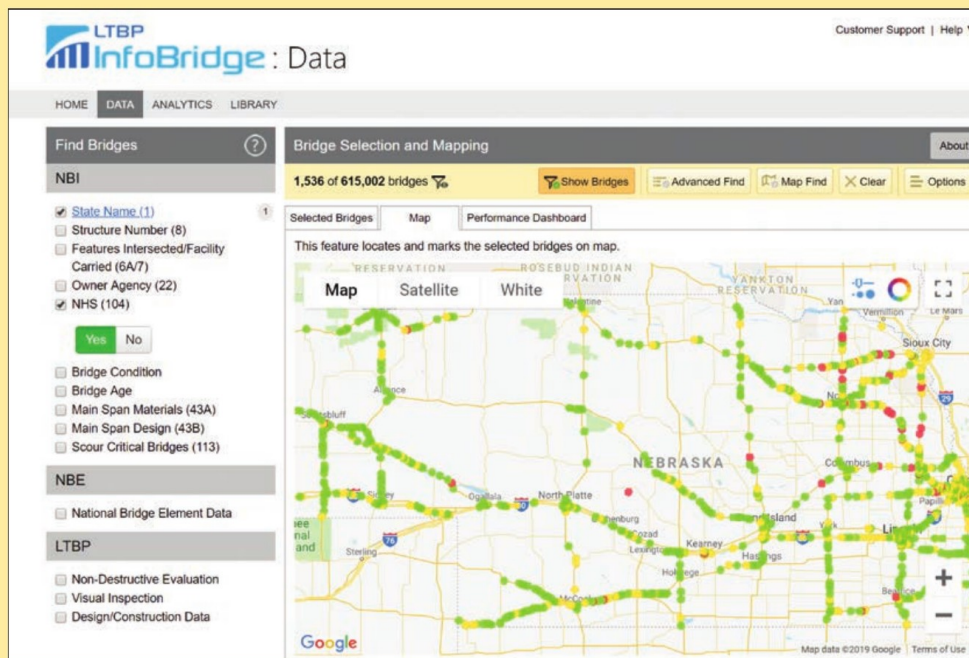 LTBP
InfoBridge : Data
Customer Support | Help
HOME DATA ANALYTICS LIBRARY
Find Bridges ?
Bridge Selection and Mapping
About
NBI
1,536 of 615,002 bridges
Show Bridges
Advanced Find
Map Find
Clear
Options
State Name (1)
1
Structure Number (8)
Features Intersected/Facility
Carried (6A/7)
Owner Agency (22)
NHS (104)
Yes No
Bridge Condition
Bridge Age
Main Span Materials (43A)
Main Span Design (43B)
Scour Critical Bridges (113)
NBE
National Bridge Element Data
LTBP
Non-Destructive Evaluation
Visual Inspection
Design/Construction Data
Selected Bridges
Map
Performance Dashboard
This feature locates and marks the selected bridges on map.
RESERVATION
ROSEBUD INDIAN
RVATION
YANKTON
RESERVATION
Map Satellite White
Yan
Vermillion
Le Mars
Sioux City
29
NEBRASKA
Sidney
Ogallala
North Platte
Sterling
76
Cozad
Lexington
Kearney
Island
York
Hastings
McCook
+
−
Google
Map data ©2019 Google
Terms of Use